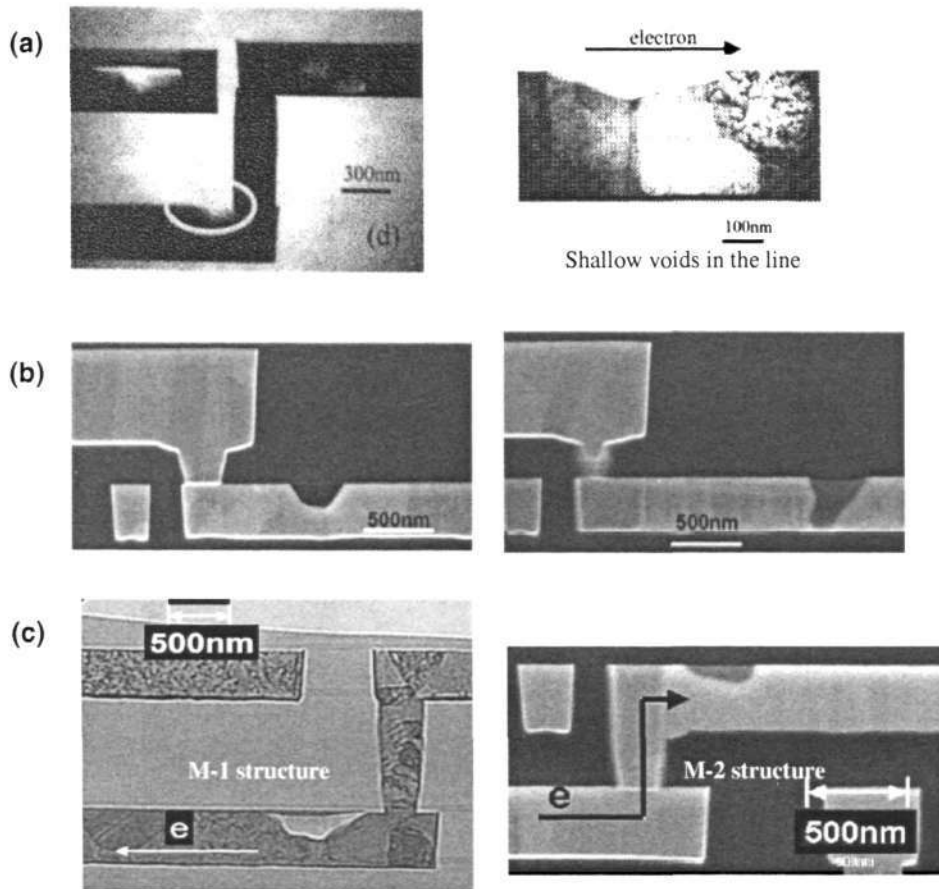 (a)
300nm
(d)
electron
100nm
Shallow voids in the line
(b)
500nm
500nm
(c)
500nm
M-1 structure
e
M-2 structure
e
500nm